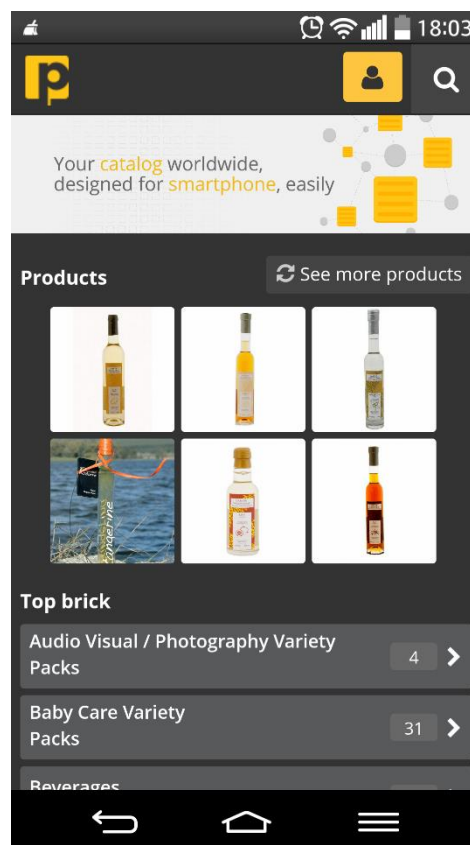 18:03
p
Your catalog worldwide,
designed for smartphone, easily
Products
See more products
Top brick
Audio Visual / Photography Variety
Packs
4
Baby Care Variety
Packs
31
Beverages